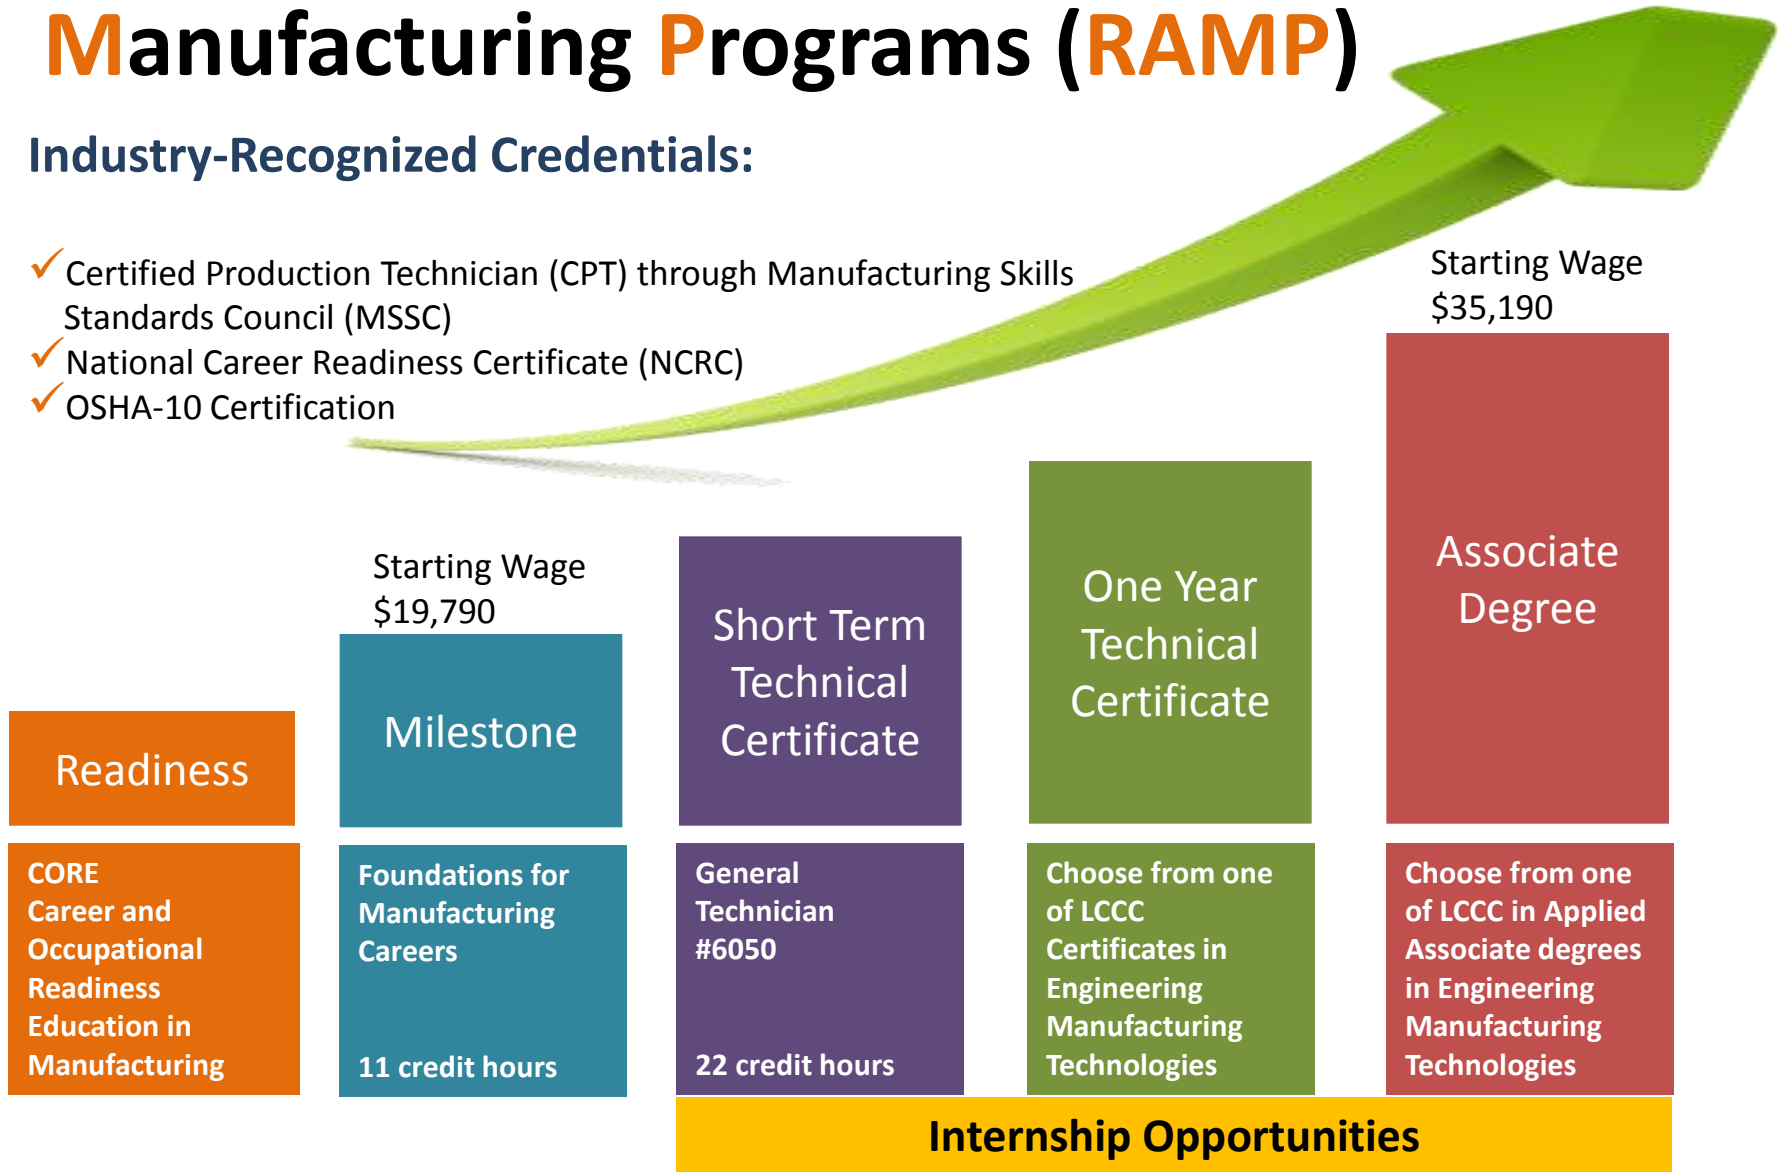 Manufacturing Programs (RAMP)
Industry-Recognized Credentials:
Certified Production Technician (CPT) through Manufacturing Skills
Standards Council (MSSC)
National Career Readiness Certificate (NCRC)
OSHA-10 Certification
Starting Wage
$35,190
Starting Wage
$19,790
Readiness
Milestone
Short Term
Technical
Certificate
One Year
Technical
Certificate
Associate
Degree
CORE
Career and
Occupational
Readiness
Education in
Manufacturing
Foundations for
Manufacturing
Careers
11 credit hours
General
Technician
#6050
22 credit hours
Choose from one
of LCCC
Certificates in
Engineering
Manufacturing
Technologies
Choose from one
of LCCC in Applied
Associate degrees
in Engineering
Manufacturing
Technologies
Internship Opportunities